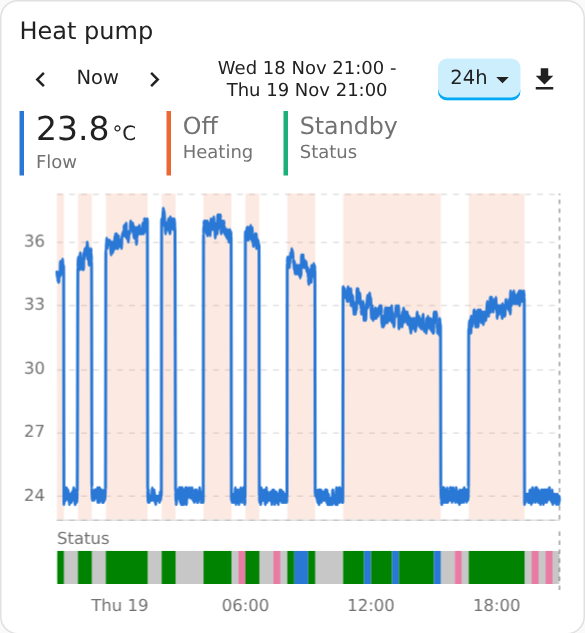 Heat pump
Now
Wed 18 Nov 21:00 -
Thu 19 Nov 21:00
24h
23.8 °C
Flow
Off
Heating
Standby
Status
36
33
30
27
24
Status
Thu 19 06:00 12:00 18:00